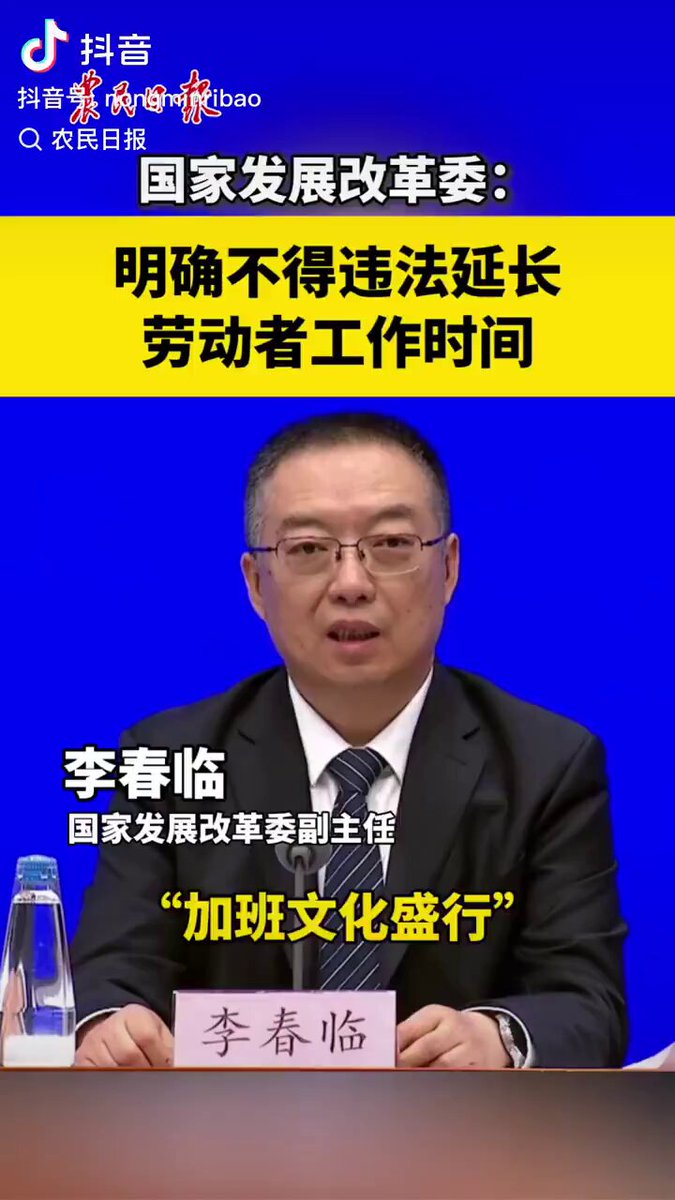 抖音
农民日报
抖音号: nongminribao
农民日报
国家发展改革委：
明确不得违法延长
劳动者工作时间
李春临
国家发展改革委副主任
“加班文化盛行”
李春临